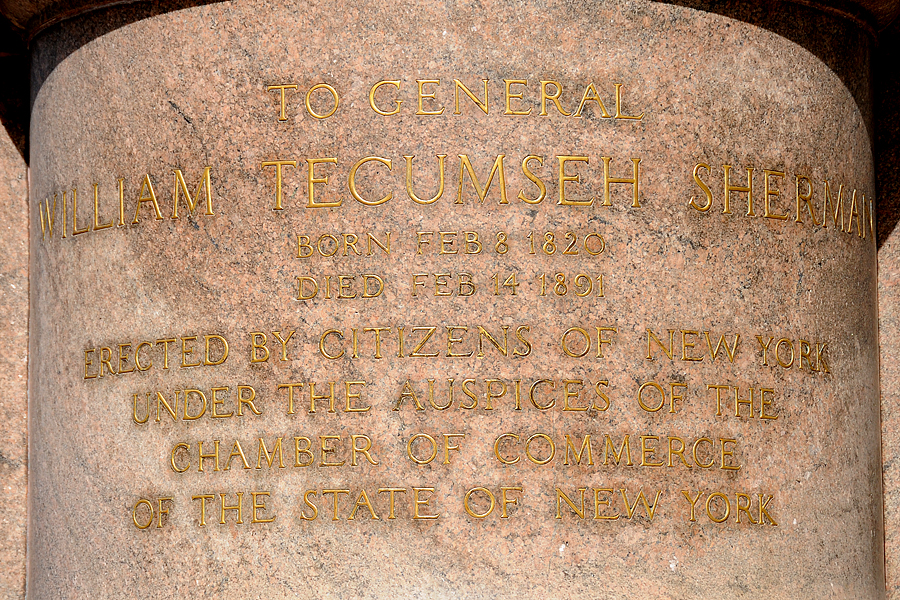 TO GENERAL
WILLIAM TECUMSEH SHERMAN
BORN FEB 8 1820
DIED FEB 14 1891
ERECTED BY CITIZENS OF NEW YORK
UNDER THE AUSPICES OF THE
CHAMBER OF COMMERCE
OF THE STATE OF NEW YORK